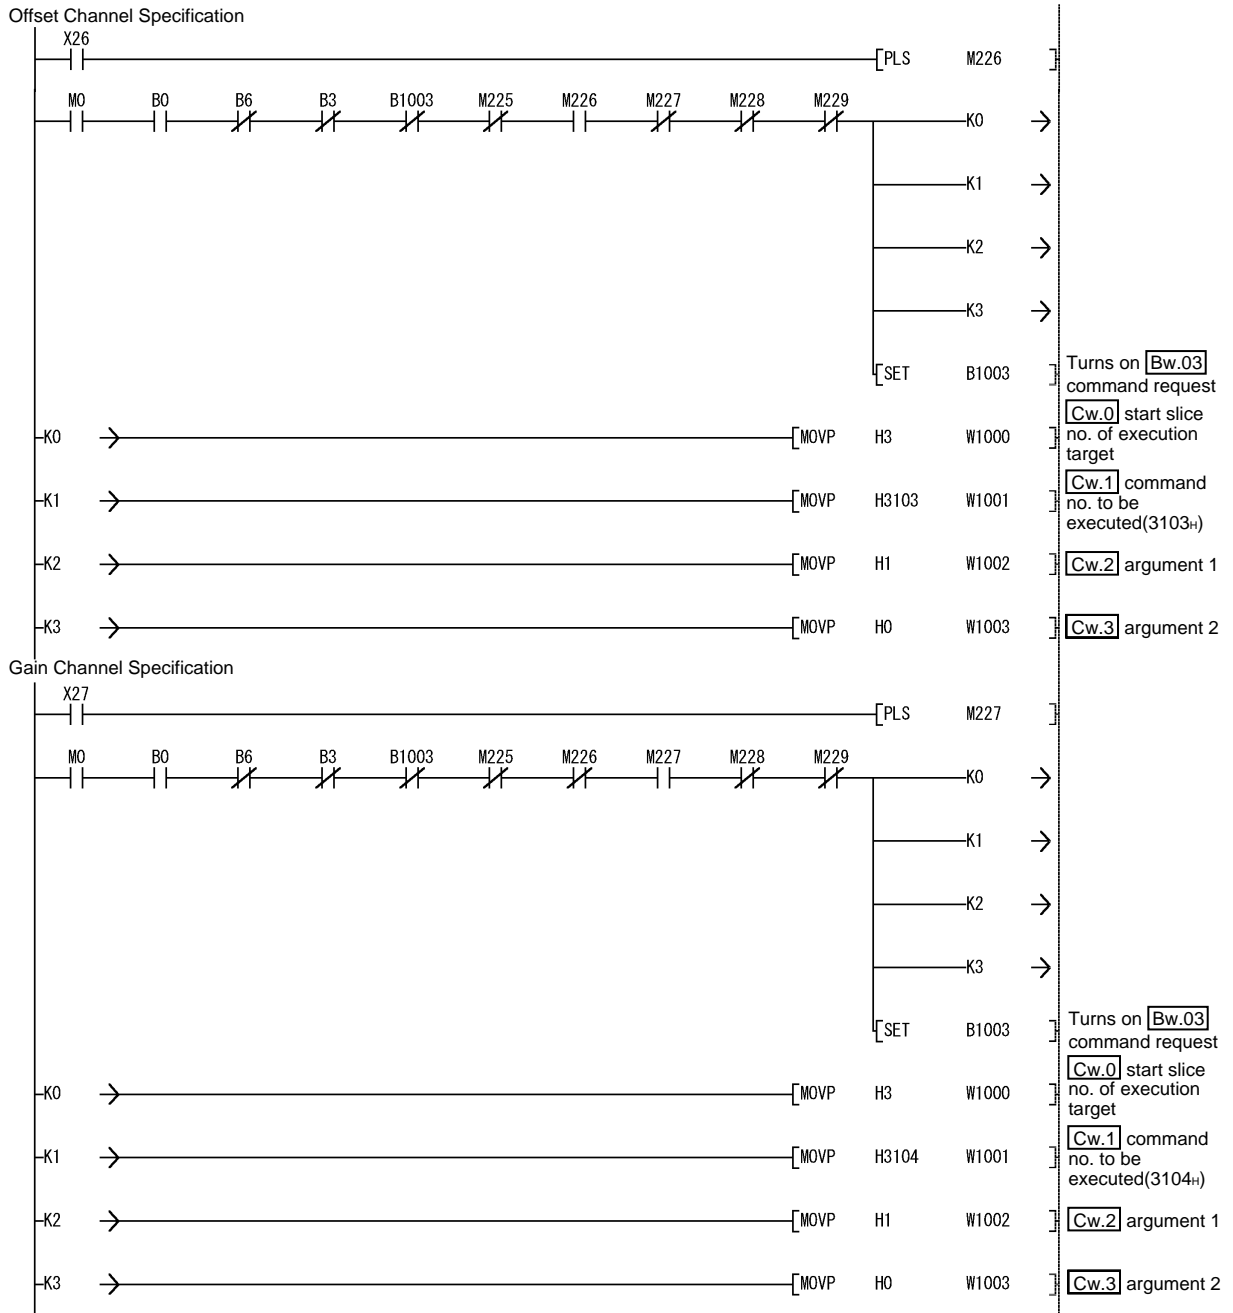 Offset Channel Specification
X26
PLS M226
M0 B0 B6 B3 B1003 M225 M226 M227 M228 M229
K0
K1
K2
K3
SET B1003
Turns on Bw.03
command request
K0 MOVP H3 W1000
Cw.0 start slice
no. of execution
target
K1 MOVP H3103 W1001
Cw.1 command
no. to be
executed(3103H)
K2 MOVP H1 W1002
Cw.2 argument 1
K3 MOVP H0 W1003
Cw.3 argument 2
Gain Channel Specification
X27
PLS M227
M0 B0 B6 B3 B1003 M225 M226 M227 M228 M229
K0
K1
K2
K3
SET B1003
Turns on Bw.03
command request
K0 MOVP H3 W1000
Cw.0 start slice
no. of execution
target
K1 MOVP H3104 W1001
Cw.1 command
no. to be
executed(3104H)
K2 MOVP H1 W1002
Cw.2 argument 1
K3 MOVP H0 W1003
Cw.3 argument 2